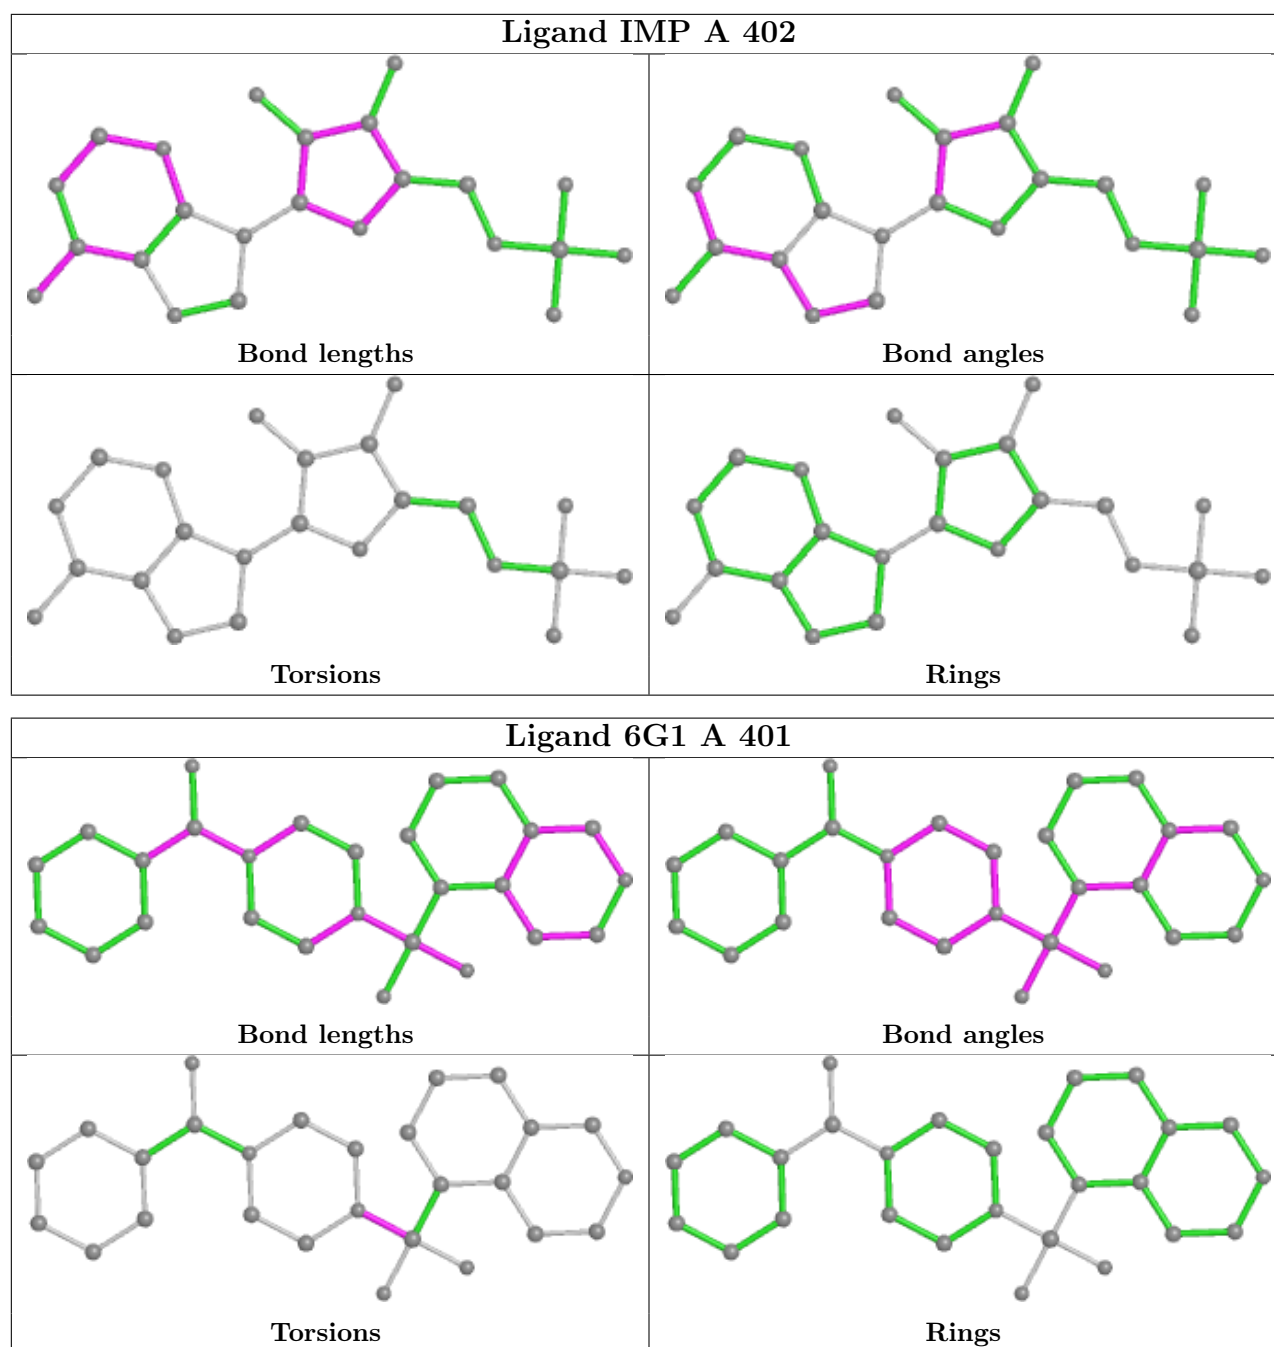 Ligand IMP A 402
Bond lengths
Bond angles
Torsions
Rings
Ligand 6G1 A 401
Bond lengths
Bond angles
Torsions
Rings